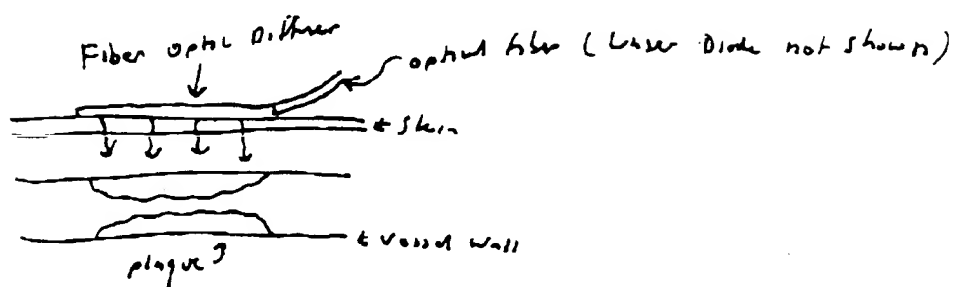 Fiber Optic Diffuser
optical fiber (Laser Diode not shown)
skin
vessel wall
plaque